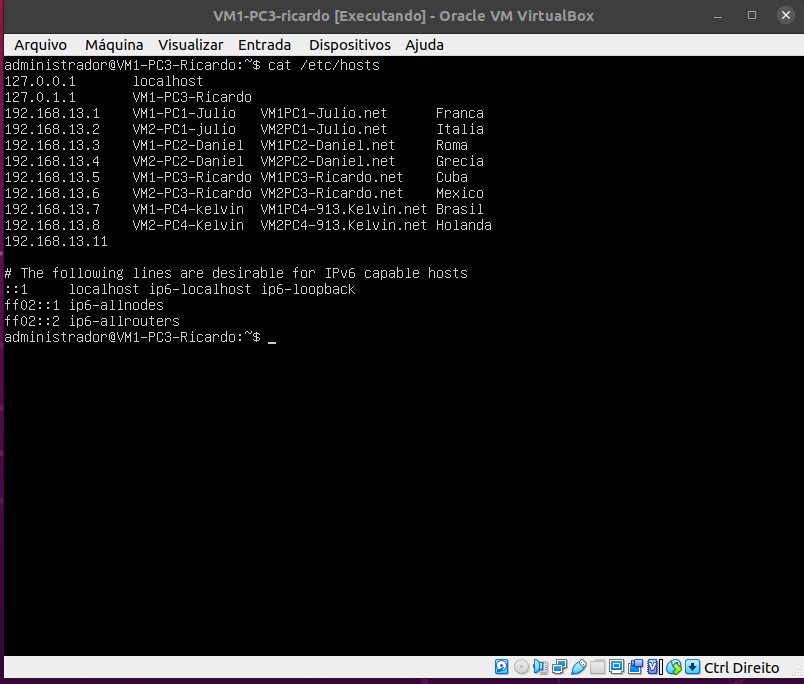 VM1-PC3-ricardo [Executando] - Oracle VM VirtualBox
Arquivo Máquina Visualizar Entrada Dispositivos Ajuda
administrador@VM1-PC3-Ricardo:~$ cat /etc/hosts
127.0.0.1 localhost
127.0.1.1 VM1-PC3-Ricardo
192.168.13.1 VM1-PC1-Julio VM1PC1-Julio.net Franca
192.168.13.2 VM2-PC1-julio VM2PC1-Julio.net Italia
192.168.13.3 VM1-PC2-Daniel VM1PC2-Daniel.net Roma
192.168.13.4 VM2-PC2-Daniel VM2PC2-Daniel.net Grecia
192.168.13.5 VM1-PC3-Ricardo VM1PC3-Ricardo.net Cuba
192.168.13.6 VM2-PC3-Ricardo VM2PC3-Ricardo.net Mexico
192.168.13.7 VM1-PC4-kelvin VM1PC4-913.Kelvin.net Brasil
192.168.13.8 VM2-PC4-Kelvin VM2PC4-913.Kelvin.net Holanda
192.168.13.11
# The following lines are desirable for IPv6 capable hosts
::1 localhost ip6-localhost ip6-loopback
ff02::1 ip6-allnodes
ff02::2 ip6-allrouters
administrador@VM1-PC3-Ricardo:~$ _
Ctrl Direito